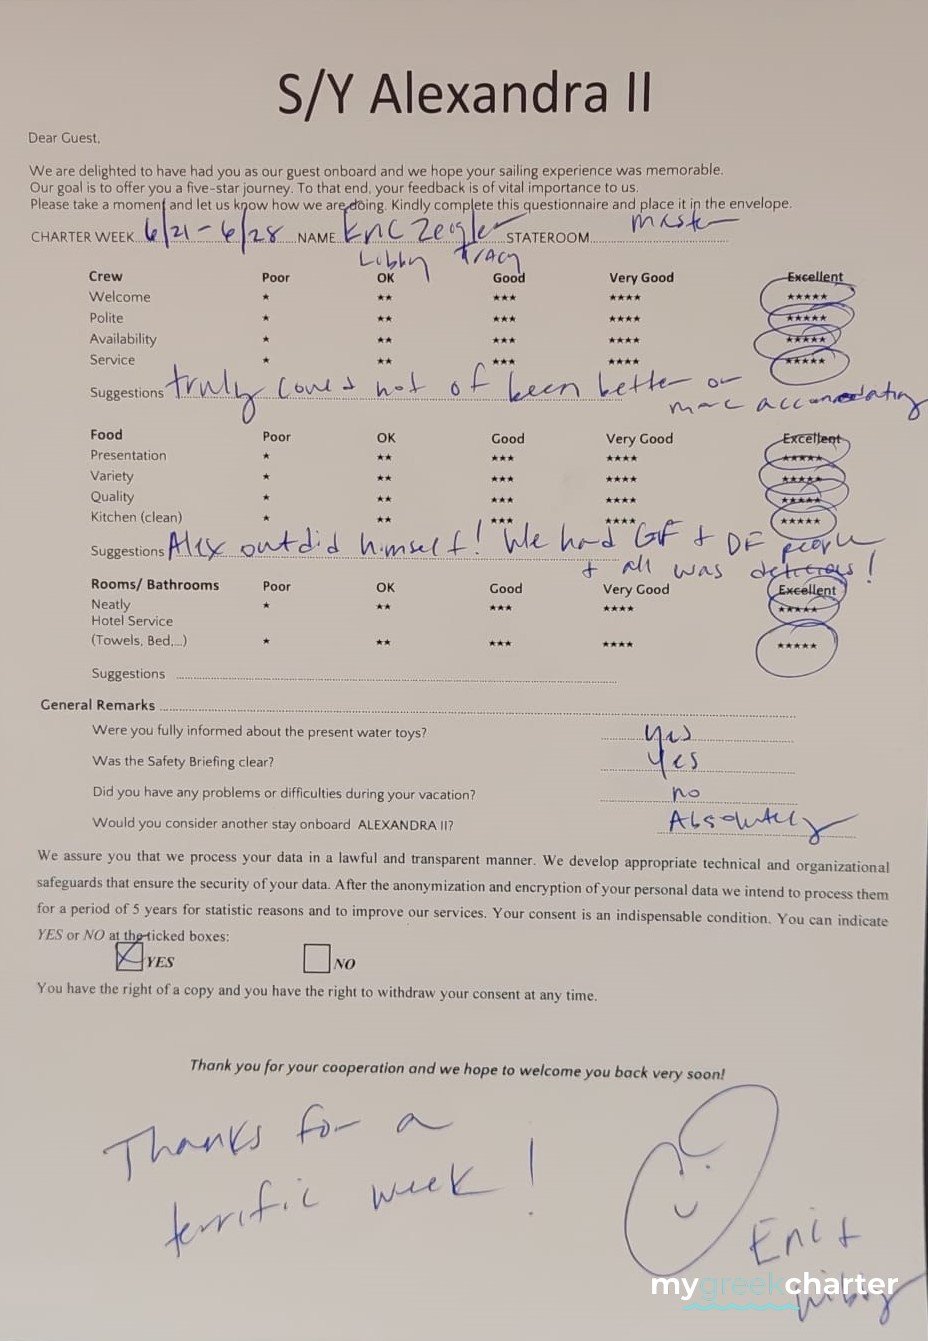 S/Y Alexandra II
Dear Guest,
We are delighted to have had you as our guest onboard and we hope your sailing experience was memorable.
Our goal is to offer you a five-star journey. To that end, your feedback is of vital importance to us.
Please take a moment and let us know how we are doing. Kindly complete this questionnaire and place it in the envelope.
CHARTER WEEK 6/21 - 6/28 NAME Eric Zeigler STATEROOM Master
Libby Tracy
Crew Poor OK Good Very Good Excellent
Welcome ★ ★★ ★★★ ★★★★ ★★★★★
Polite ★ ★★ ★★★ ★★★★ ★★★★★
Availability ★ ★★ ★★★ ★★★★ ★★★★★
Service ★ ★★ ★★★ ★★★★ ★★★★★
Suggestions Truly could not of been better or
more accomodating
Food Poor OK Good Very Good Excellent
Presentation ★ ★★ ★★★ ★★★★ ★★★★★
Variety ★ ★★ ★★★ ★★★★ ★★★★★
Quality ★ ★★ ★★★ ★★★★ ★★★★★
Kitchen (clean) ★ ★★ ★★★ ★★★★ ★★★★★
Suggestions Alex outdid himself! We had GF + DF people
+ all was delicious!
Rooms/ Bathrooms Poor OK Good Very Good Excellent
Neatly ★ ★★ ★★★ ★★★★ ★★★★★
Hotel Service
(Towels, Bed,...) ★ ★★ ★★★ ★★★★ ★★★★★
Suggestions
General Remarks
Were you fully informed about the present water toys? yes
Was the Safety Briefing clear? Yes
Did you have any problems or difficulties during your vacation? no
Would you consider another stay onboard ALEXANDRA II? Absolutely
We assure you that we process your data in a lawful and transparent manner. We develop appropriate technical and organizational
safeguards that ensure the security of your data. After the anonymization and encryption of your personal data we intend to process them
for a period of 5 years for statistic reasons and to improve our services. Your consent is an indispensable condition. You can indicate
YES or NO at the ticked boxes:
YES NO
You have the right of a copy and you have the right to withdraw your consent at any time.
Thank you for your cooperation and we hope to welcome you back very soon!
Thanks for a
terrific week!
Eric +
Libby
mygreekcharter